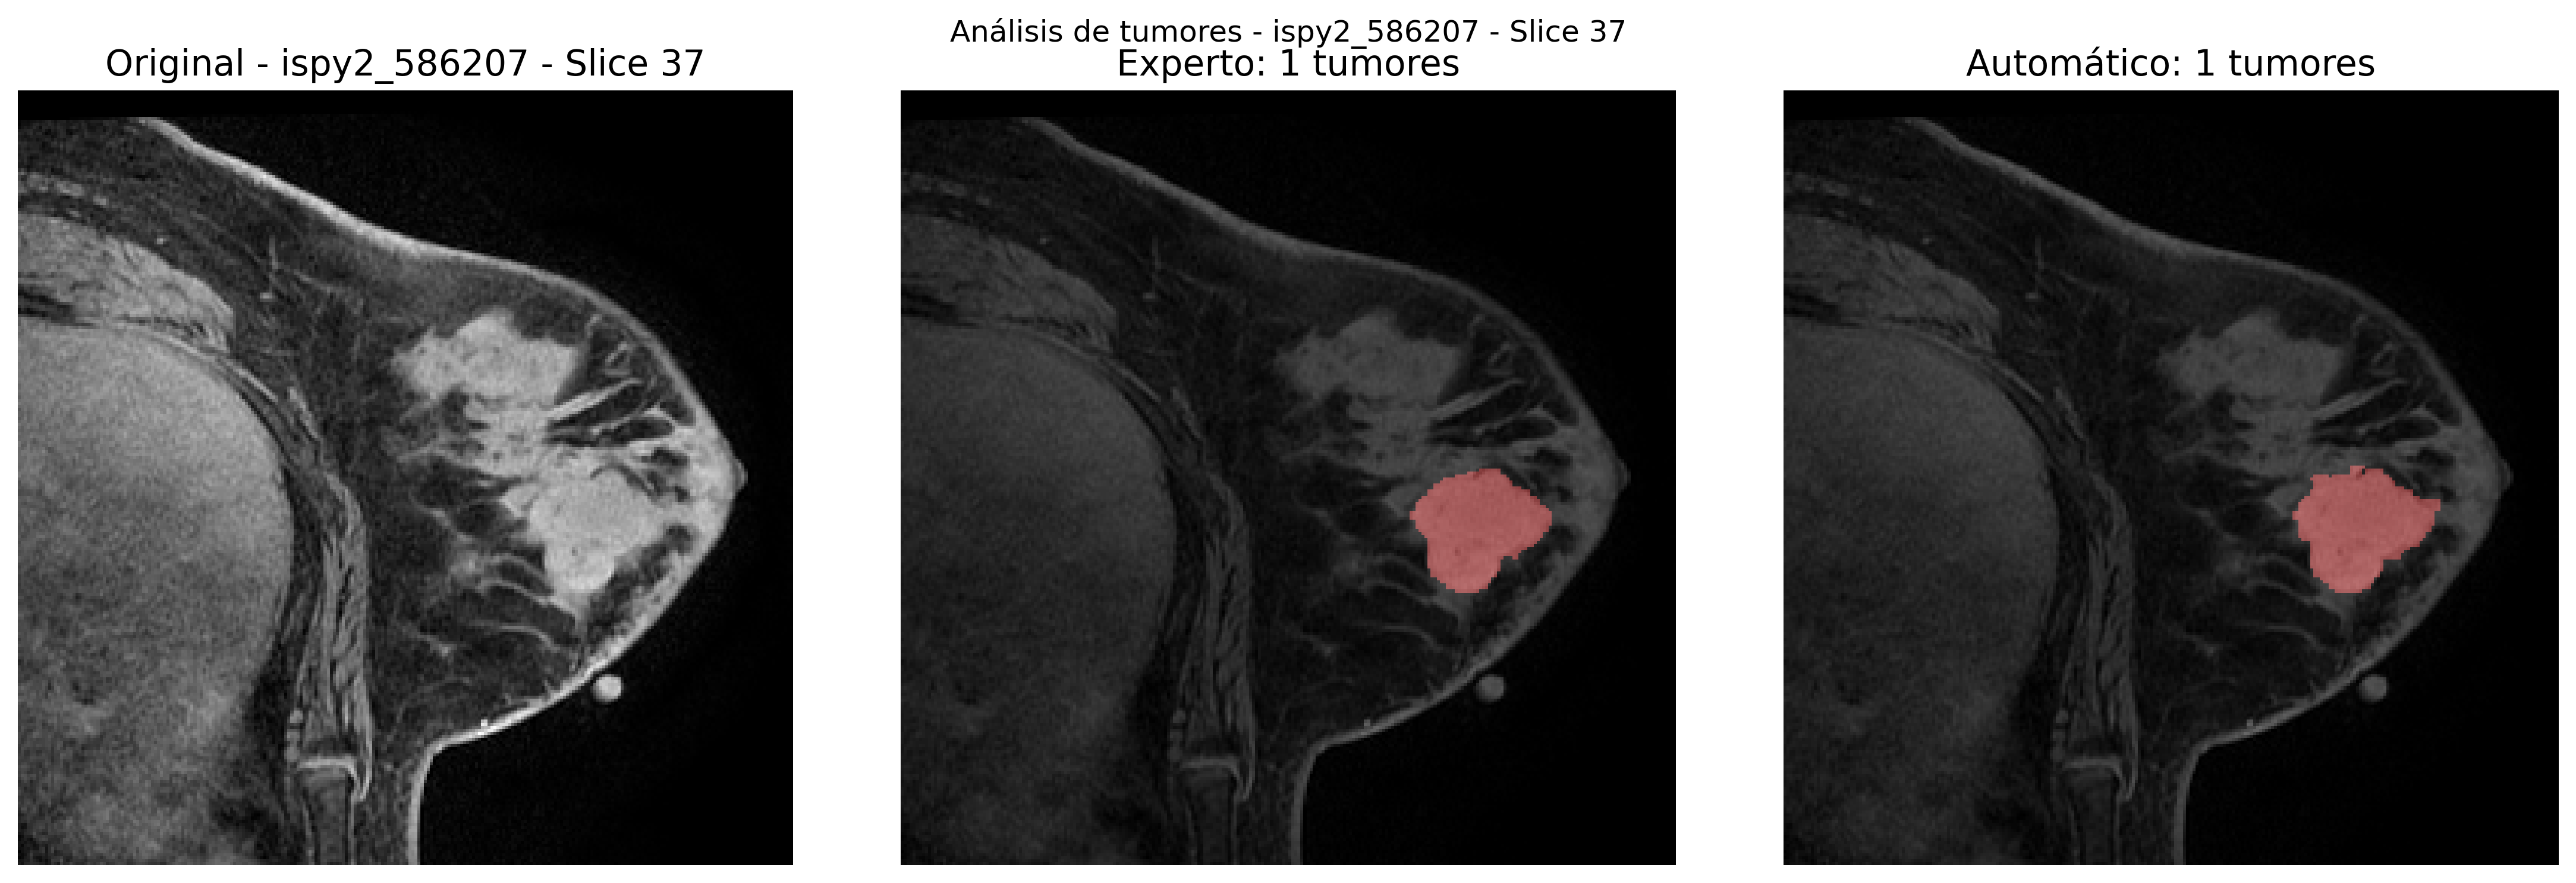 Análisis de tumores - ispy2_586207 - Slice 37
Original - ispy2_586207 - Slice 37
Experto: 1 tumores
Automático: 1 tumores